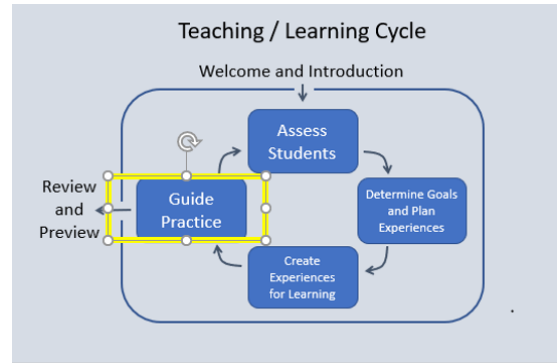 Teaching / Learning Cycle
Welcome and Introduction
Assess
Students
Review
and
Preview
Guide
Practice
Determine Goals
and Plan
Experiences
Create
Experiences
for Learning
.